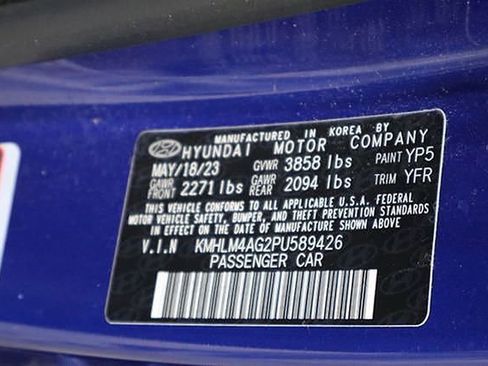 MANUFACTURED IN KOREA BY
HYUNDAI MOTOR COMPANY
MAY/18/23 GVWR 3858 lbs PAINT YP5
GAWR FRONT 2271 lbs GAWR REAR 2094 lbs TRIM YFR
THIS VEHICLE CONFORMS TO ALL APPLICABLE U.S.A. FEDERAL
MOTOR VEHICLE SAFETY, BUMPER, AND THEFT PREVENTION STANDARDS
IN EFFECT ON THE DATE OF MANUFACTURE SHOWN ABOVE
V.I.N KMHLM4AG2PU589426
PASSENGER CAR